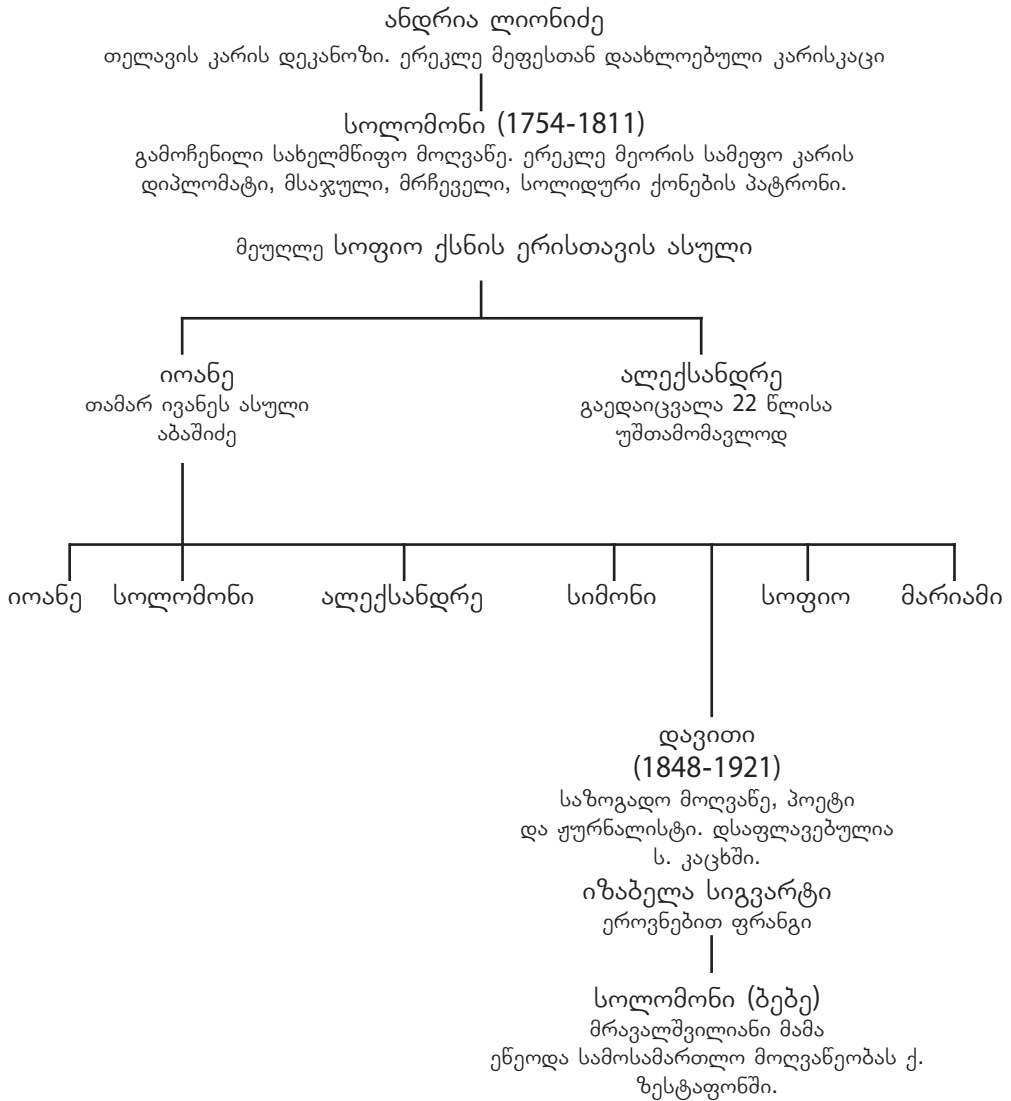 ანდრია ლიონიძე
თელავის კარის დეკანოზი. ერეკლე მეფესთან დაახლოებული კარისკაცი
სოლომონი (1754-1811)
გამოჩენილი სახელმწიფო მოღვაწე. ერეკლე მეორის სამეფო კარის
დიპლომატი, მსაჯული, მრჩეველი, სოლიდური ქონების პატრონი.
მეუღლე სოფიო ქსნის ერისთავის ასული
იოანე
თამარ ივანეს ასული
აბაშიძე
ალექსანდრე
გაედაიცვალა 22 წლისა
უშთამომავლოდ
იოანე
სოლომონი
ალექსანდრე
სიმონი
სოფიო
მარიამი
დავითი
(1848-1921)
საზოგადო მოღვაწე, პოეტი
და ჟურნალისტი. დსაფლავებულია
ს. კაცხში.
იზაბელა სიგვარტი
ეროვნებით ფრანგი
სოლომონი (ბებე)
მრავალშვილიანი მამა
ეწეოდა სამოსამართლო მოღვაწეობას ქ.
ზესტაფონში.